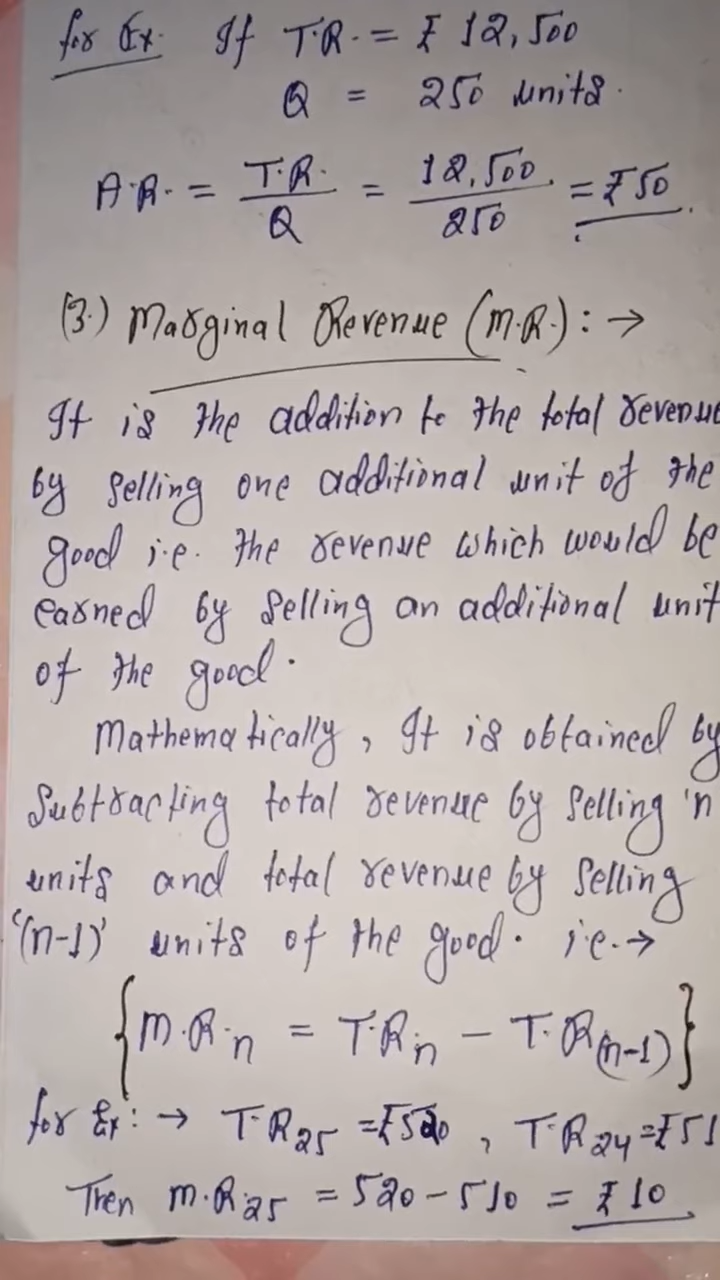 for Ex. If T.R. = ₹ 12,500
Q = 250 units.
A.R. = T.R. / Q = 12,500 / 250 = ₹50
(3.) Marginal Revenue (M.R.) : →
It is the addition to the total revenue
by selling one additional unit of the
good i.e. the revenue which would be
earned by selling an additional unit
of the good.
Mathematically, It is obtained by
Subtracting total revenue by selling 'n
units and total revenue by selling
'(n-1)' units of the good. i.e. →
{M.R.n = T.Rn - T.R(n-1)}
for Ex: → T.R25 = ₹520, T.R24 = ₹51
Then M.R25 = 520 - 510 = ₹10